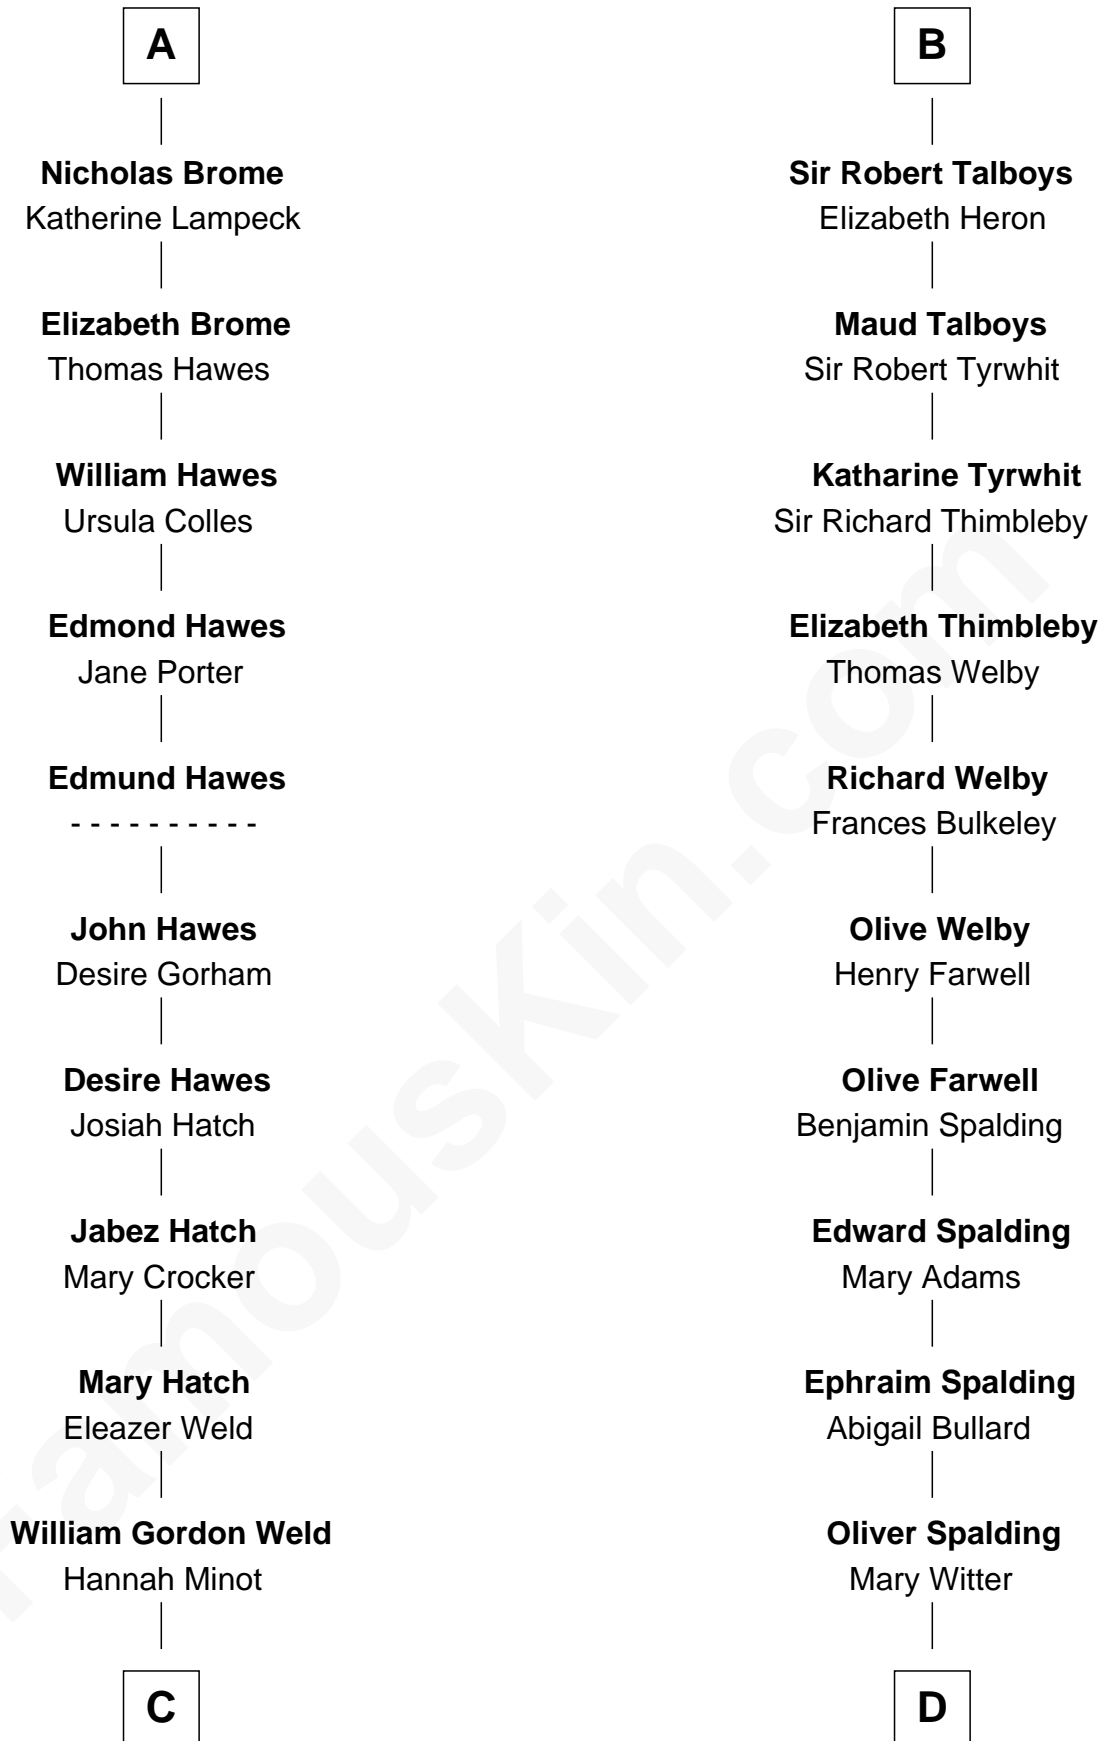 A
Nicholas Brome
Katherine Lampeck
Elizabeth Brome
Thomas Hawes
William Hawes
Ursula Colles
Edmond Hawes
Jane Porter
Edmund Hawes
- - - - - - - - - -
John Hawes
Desire Gorham
Desire Hawes
Josiah Hatch
Jabez Hatch
Mary Crocker
Mary Hatch
Eleazer Weld
William Gordon Weld
Hannah Minot
C
B
Sir Robert Talboys
Elizabeth Heron
Maud Talboys
Sir Robert Tyrwhit
Katharine Tyrwhit
Sir Richard Thimbleby
Elizabeth Thimbleby
Thomas Welby
Richard Welby
Frances Bulkeley
Olive Welby
Henry Farwell
Olive Farwell
Benjamin Spalding
Edward Spalding
Mary Adams
Ephraim Spalding
Abigail Bullard
Oliver Spalding
Mary Witter
D
FamousKin.com